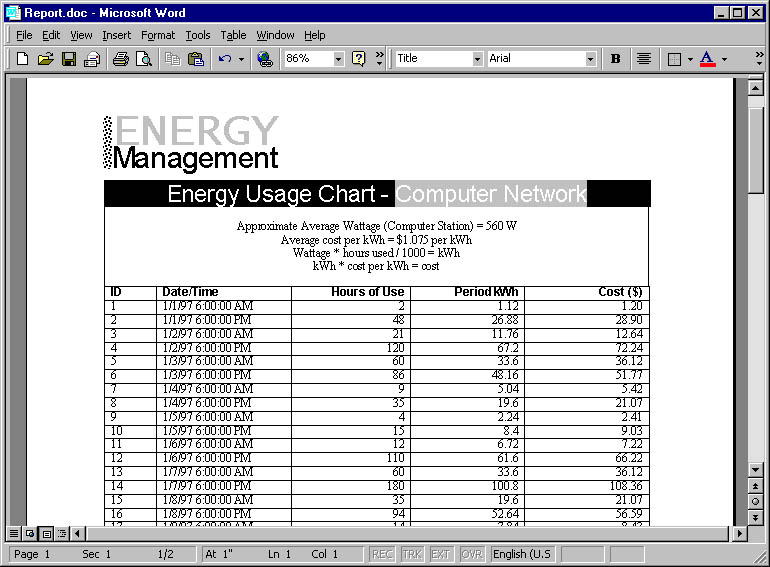 Report.doc - Microsoft Word
File Edit View Insert Format Tools Table Window Help
86% Title Arial B A
ENERGY
Management
Energy Usage Chart - Computer Network
Approximate Average Wattage (Computer Station) = 560 W
Average cost per kWh = $1.075 per kWh
Wattage * hours used / 1000 = kWh
kWh * cost per kWh = cost
ID Date/Time Hours of Use Period kWh Cost ($)
1 1/1/97 6:00:00 AM 2 1.12 1.20
2 1/1/97 6:00:00 PM 48 26.88 28.90
3 1/2/97 6:00:00 AM 21 11.76 12.64
4 1/2/97 6:00:00 PM 120 67.2 72.24
5 1/3/97 6:00:00 AM 60 33.6 36.12
6 1/3/97 6:00:00 PM 86 48.16 51.77
7 1/4/97 6:00:00 AM 9 5.04 5.42
8 1/4/97 6:00:00 PM 35 19.6 21.07
9 1/5/97 6:00:00 AM 4 2.24 2.41
10 1/5/97 6:00:00 PM 15 8.4 9.03
11 1/6/97 6:00:00 AM 12 6.72 7.22
12 1/6/97 6:00:00 PM 110 61.6 66.22
13 1/7/97 6:00:00 AM 60 33.6 36.12
14 1/7/97 6:00:00 PM 180 100.8 108.36
15 1/8/97 6:00:00 AM 35 19.6 21.07
16 1/8/97 6:00:00 PM 94 52.64 56.59
Page 1 Sec 1 1/2 At 1" Ln 1 Col 1 REC TRK EXT OVR English (U.S